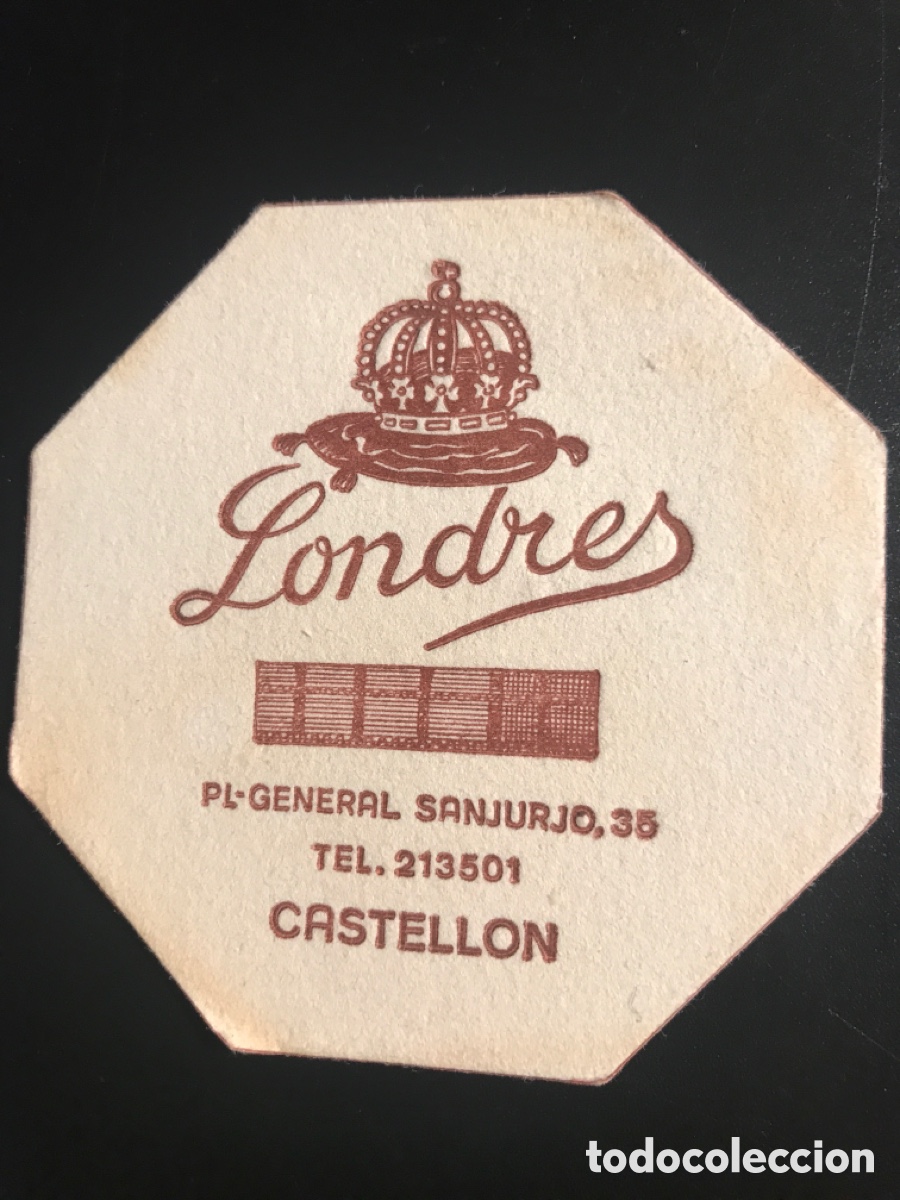 Londres
PL-GENERAL SANJURJO, 35
TEL. 213501
CASTELLON
todocoleccion